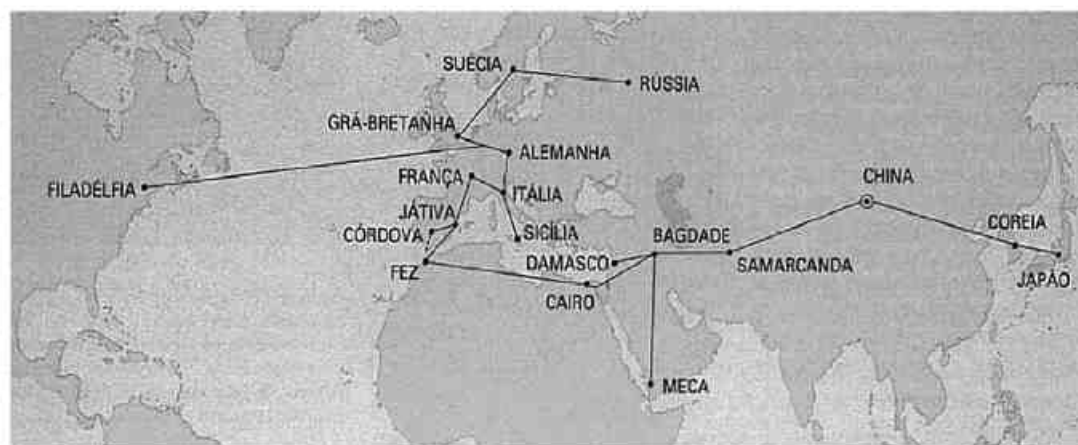 SUÉCIA
RÚSSIA
GRÁ-BRETANHA
ALEMANHA
FILADÉLFIA
FRANÇA
ITÁLIA
CHINA
JÁTIVA
CÓRDOVA
SICÍLIA
BAGDADE
COREIA
FEZ
DAMASCO
SAMARCANDA
JAPÃO
CAIRO
MECA